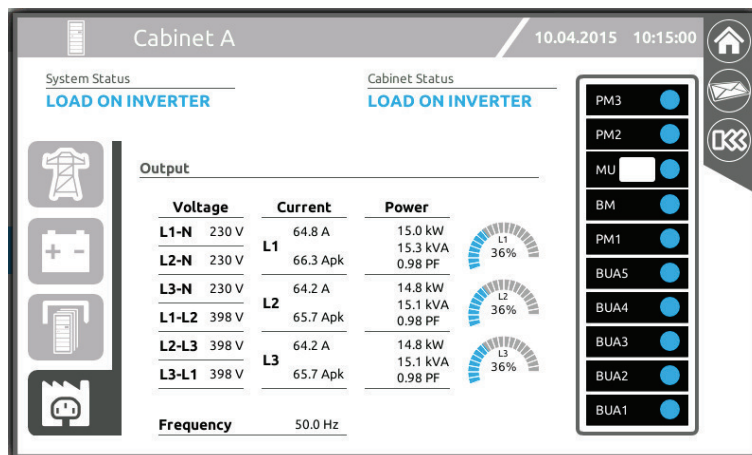 Cabinet A
10.04.2015 10:15:00
System Status
LOAD ON INVERTER
Cabinet Status
LOAD ON INVERTER
Output
Voltage Current Power
L1-N 230 V
L2-N 230 V
L3-N 230 V
L1-L2 398 V
L2-L3 398 V
L3-L1 398 V
L1
64.8 A
66.3 Apk
L2
64.2 A
65.7 Apk
L3
64.2 A
65.7 Apk
15.0 kW
15.3 kVA
0.98 PF
14.8 kW
15.1 kVA
0.98 PF
14.8 kW
15.1 kVA
0.98 PF
L1
36%
L2
36%
L3
36%
Frequency 50.0 Hz
PM3
PM2
MU
BM
PM1
BUA5
BUA4
BUA3
BUA2
BUA1